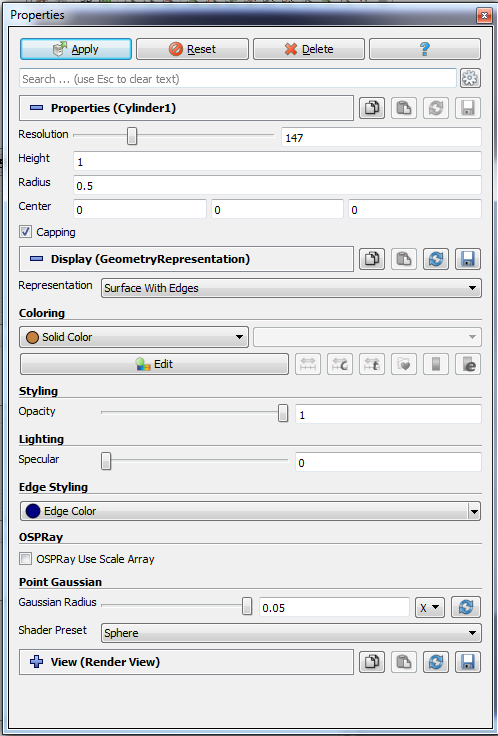 Properties
Apply Reset Delete ?
Search ... (use Esc to clear text)
Properties (Cylinder1)
Resolution 147
Height 1
Radius 0.5
Center 0 0 0
Capping
Display (GeometryRepresentation)
Representation Surface With Edges
Coloring
Solid Color
Edit c t e
Styling
Opacity 1
Lighting
Specular 0
Edge Styling
Edge Color
OSPRay
OSPRay Use Scale Array
Point Gaussian
Gaussian Radius 0.05 X
Shader Preset Sphere
View (Render View)